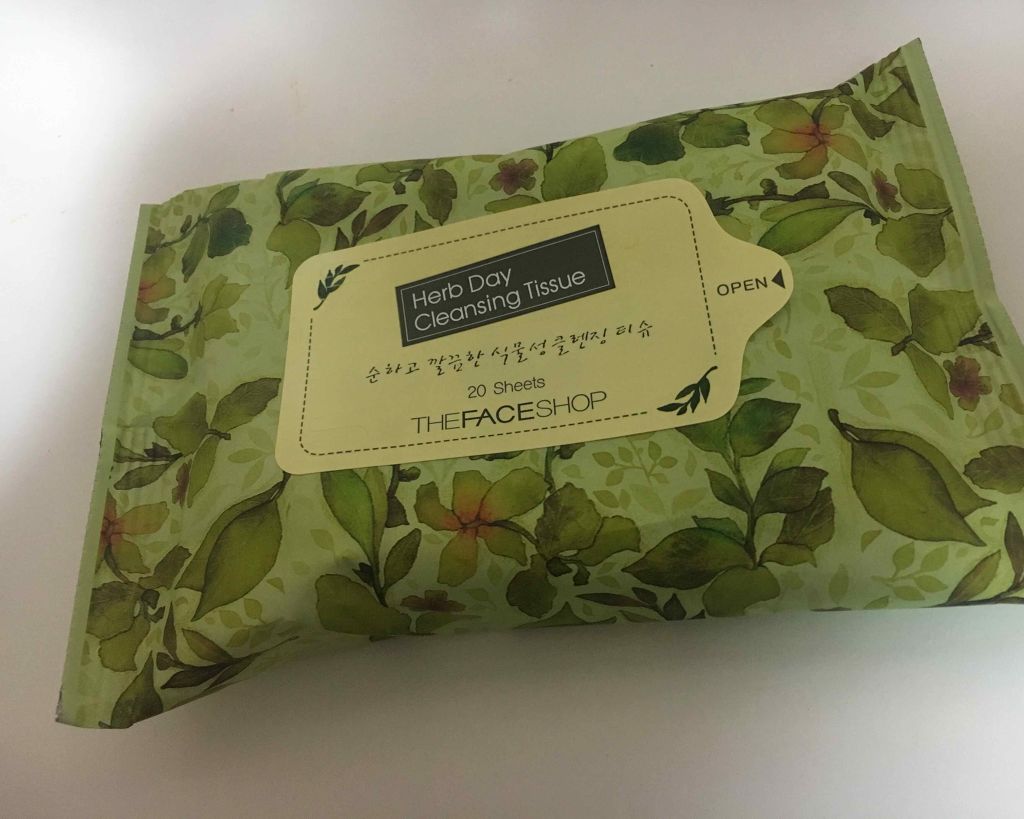 Herb Day
Cleansing Tissue
순하고 깔끔한 식물성 클렌징 티슈
20 Sheets
THEFACESHOP
OPEN